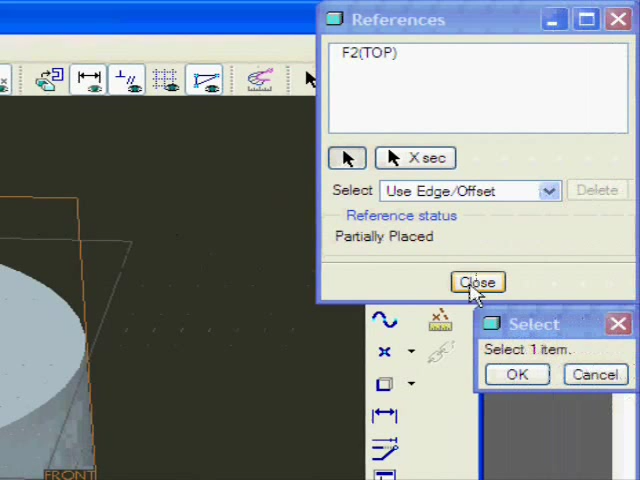 References
F2(TOP)
X sec
Select
Use Edge/Offset
Delete
Reference status
Partially Placed
Close
Select
Select 1 item.
OK
Cancel
FRONT